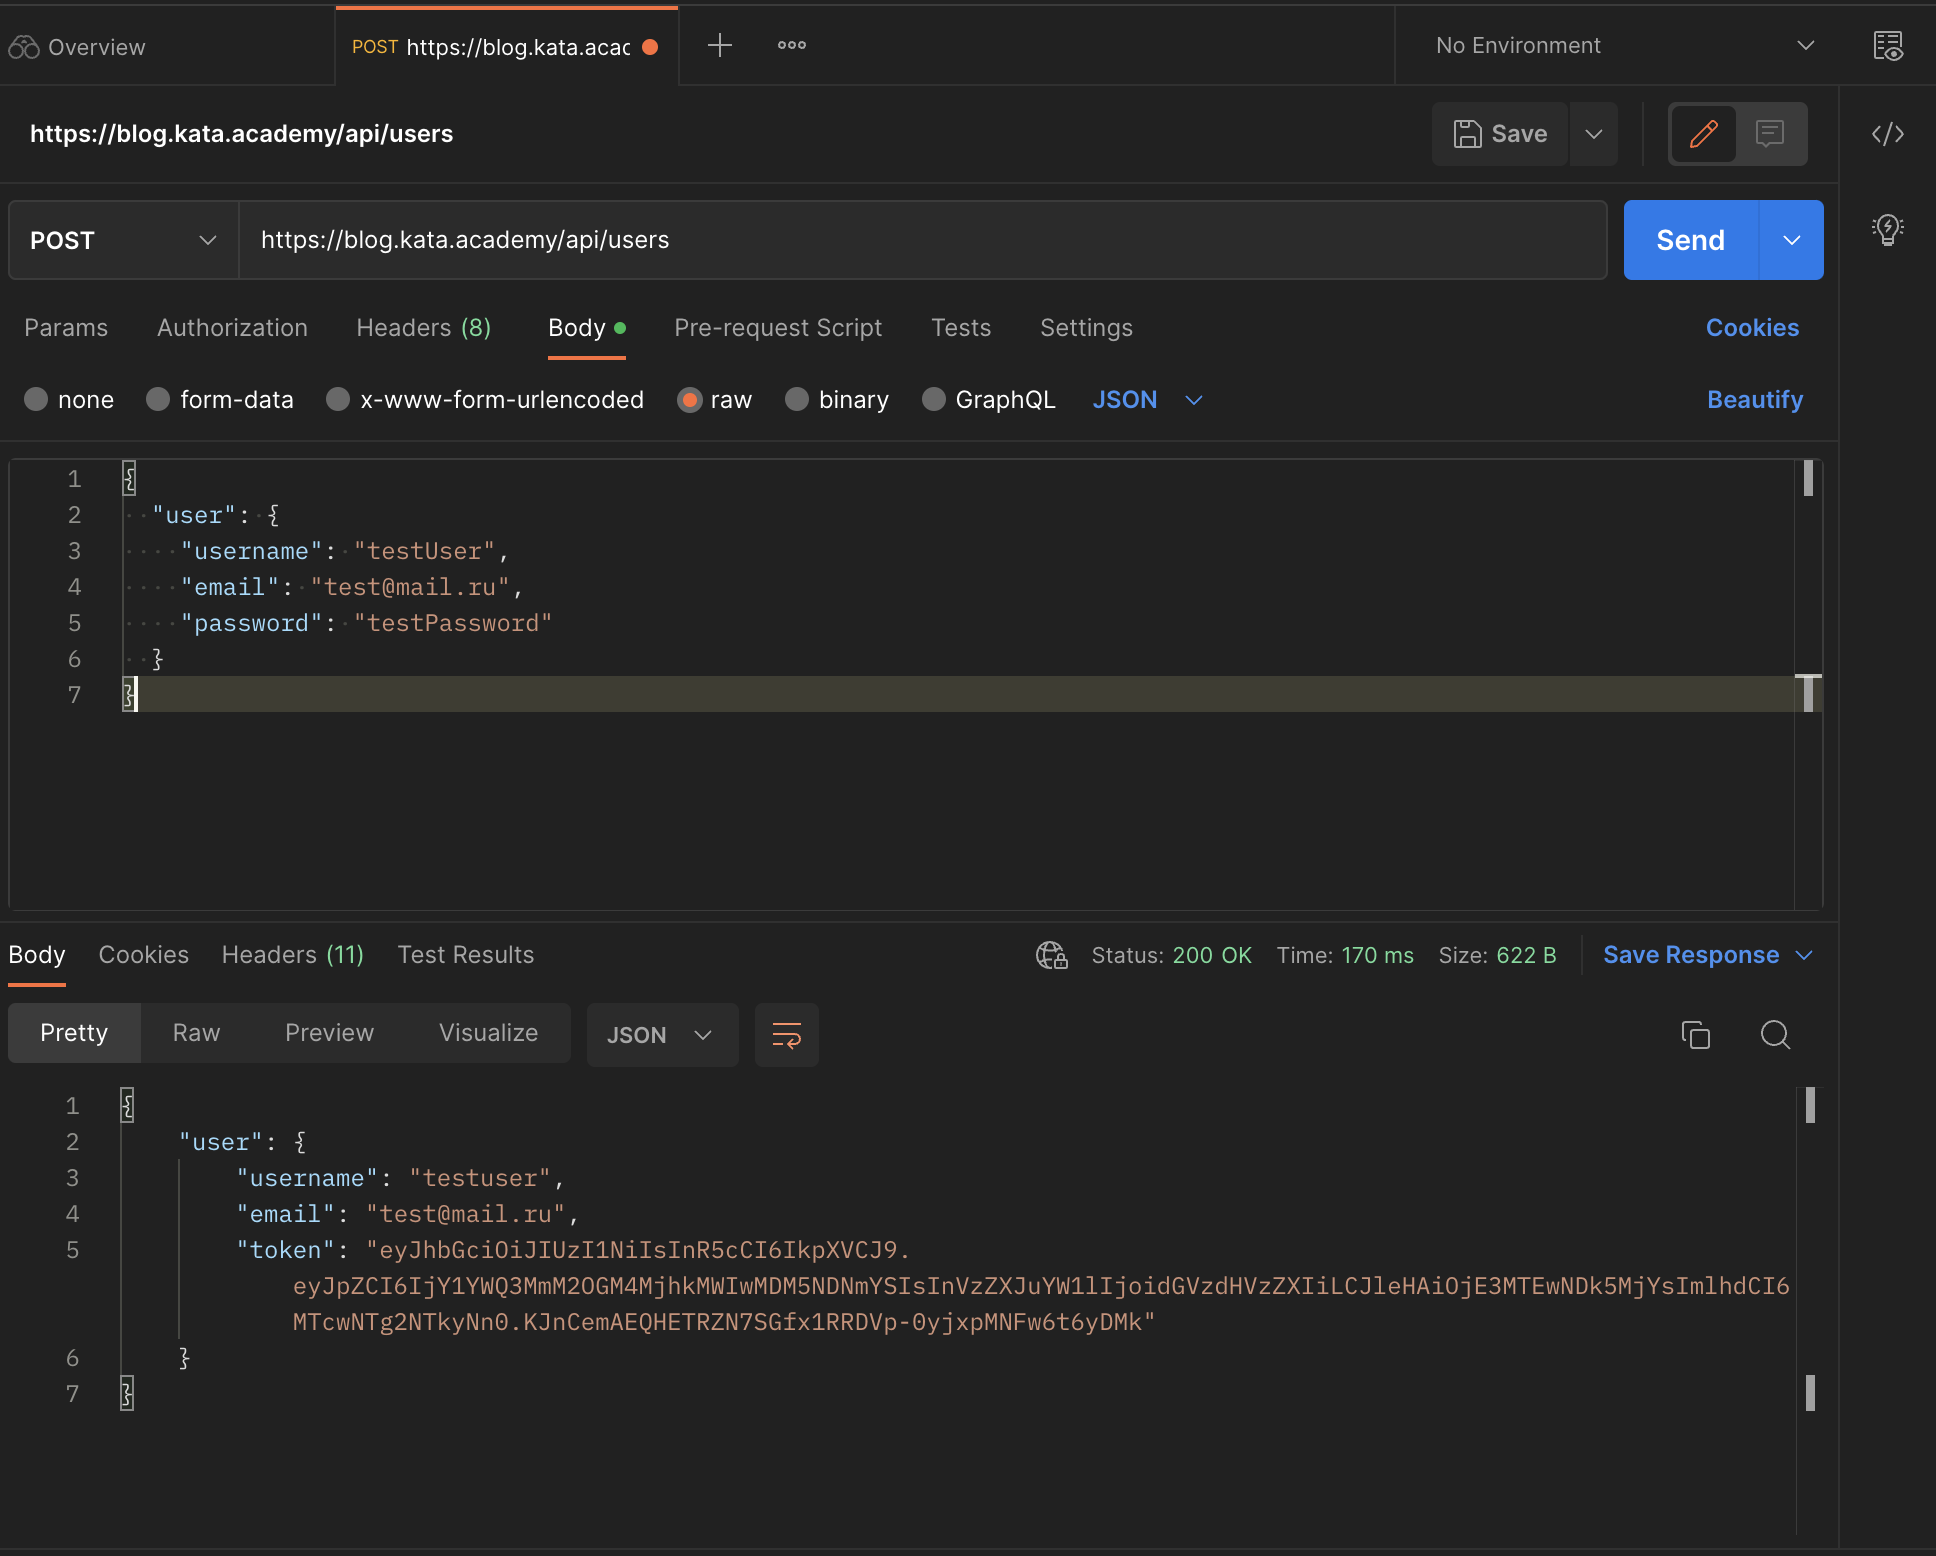 Overview
POST https://blog.kata.acac
No Environment
https://blog.kata.academy/api/users
Save
POST
https://blog.kata.academy/api/users
Send
Params Authorization Headers (8) Body Pre-request Script Tests Settings Cookies
none form-data x-www-form-urlencoded raw binary GraphQL JSON Beautify
1 {
2 "user": {
3 "username": "testUser",
4 "email": "test@mail.ru",
5 "password": "testPassword"
6 }
7 }
Body Cookies Headers (11) Test Results Status: 200 OK Time: 170 ms Size: 622 B Save Response
Pretty Raw Preview Visualize JSON
1 {
2 "user": {
3 "username": "testuser",
4 "email": "test@mail.ru",
5 "token": "eyJhbGciOiJIUzI1NiIsInR5cCI6IkpXVCJ9.
eyJpZCI6IjY1YWQ3MmM2OGM4MjhkMWIwMDM5NDNmYSIsInVzZXJuYW1lIjoidGVzdHVzZXIiLCJleHAiOjE3MTEwNDk5MjYsImlhdCI6
MTcwNTg2NTkyNn0.KJnCemAEQHETRZN7SGfx1RRDVp-0yjxpMNFw6t6yDMk"
6 }
7 }